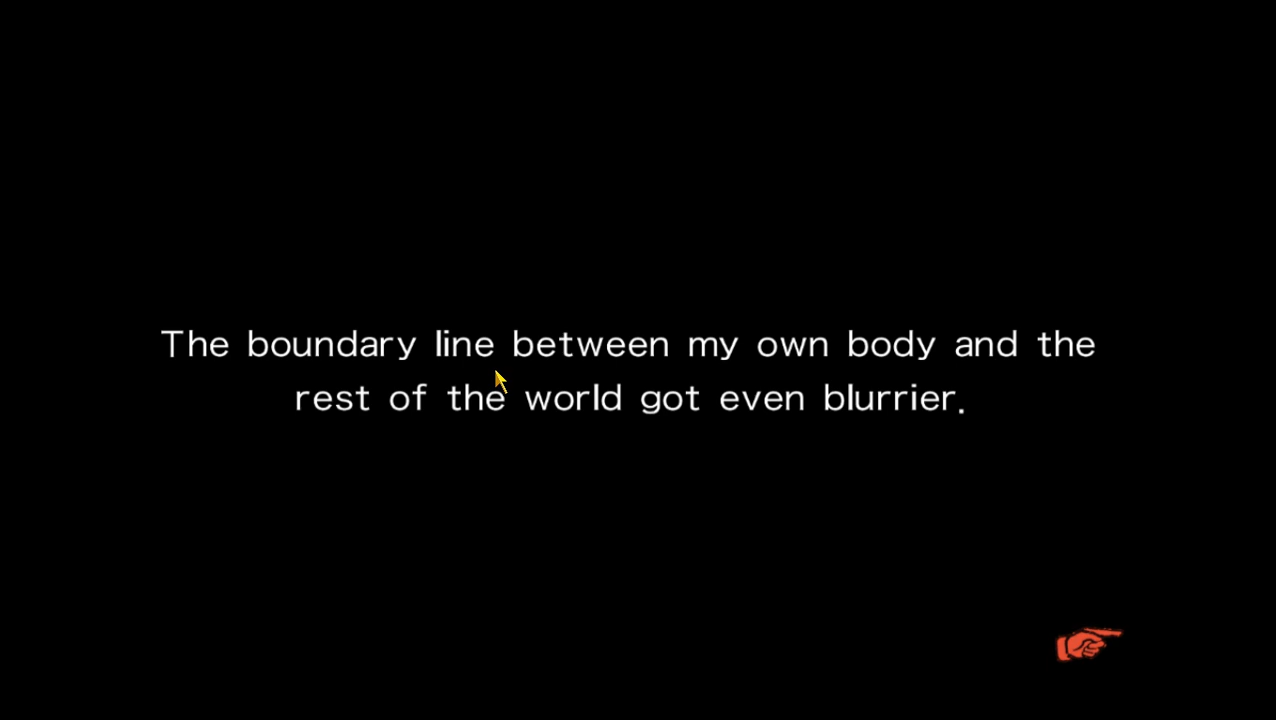 The boundary line between my own body and the
rest of the world got even blurrier.